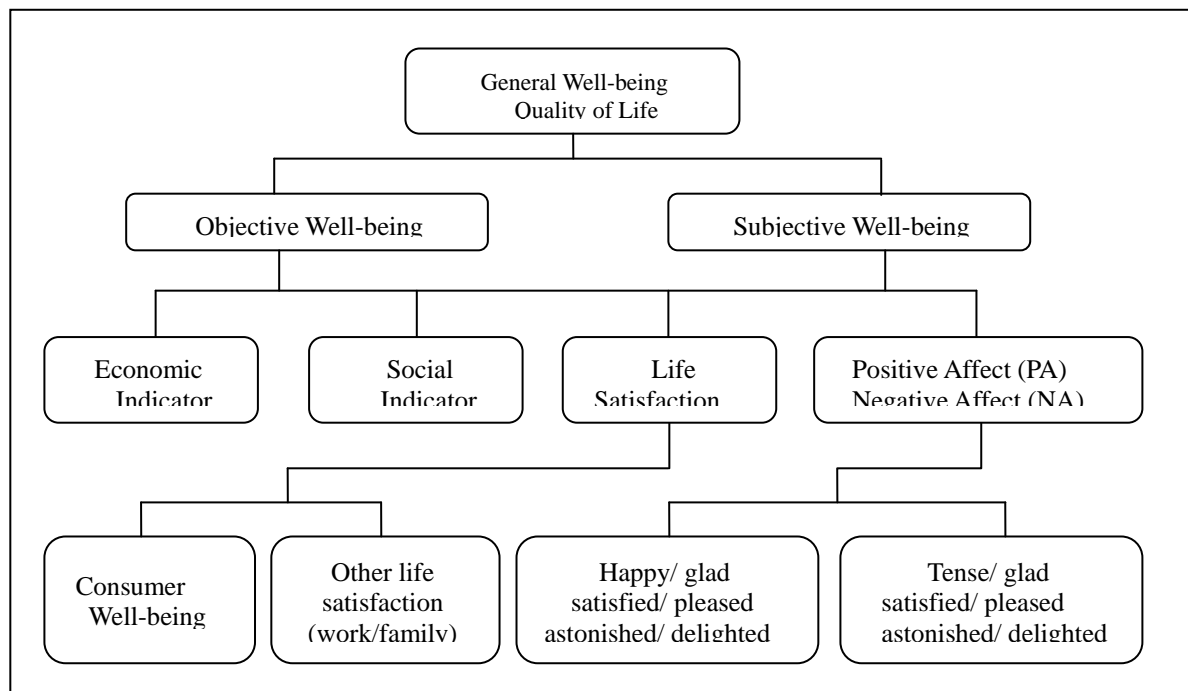 General Well-being
Quality of Life
Objective Well-being
Subjective Well-being
Economic
Indicator
Social
Indicator
Life
Satisfaction
Positive Affect (PA)
Negative Affect (NA)
Consumer
Well-being
Other life
satisfaction
(work/family)
Happy/ glad
satisfied/ pleased
astonished/ delighted
Tense/ glad
satisfied/ pleased
astonished/ delighted